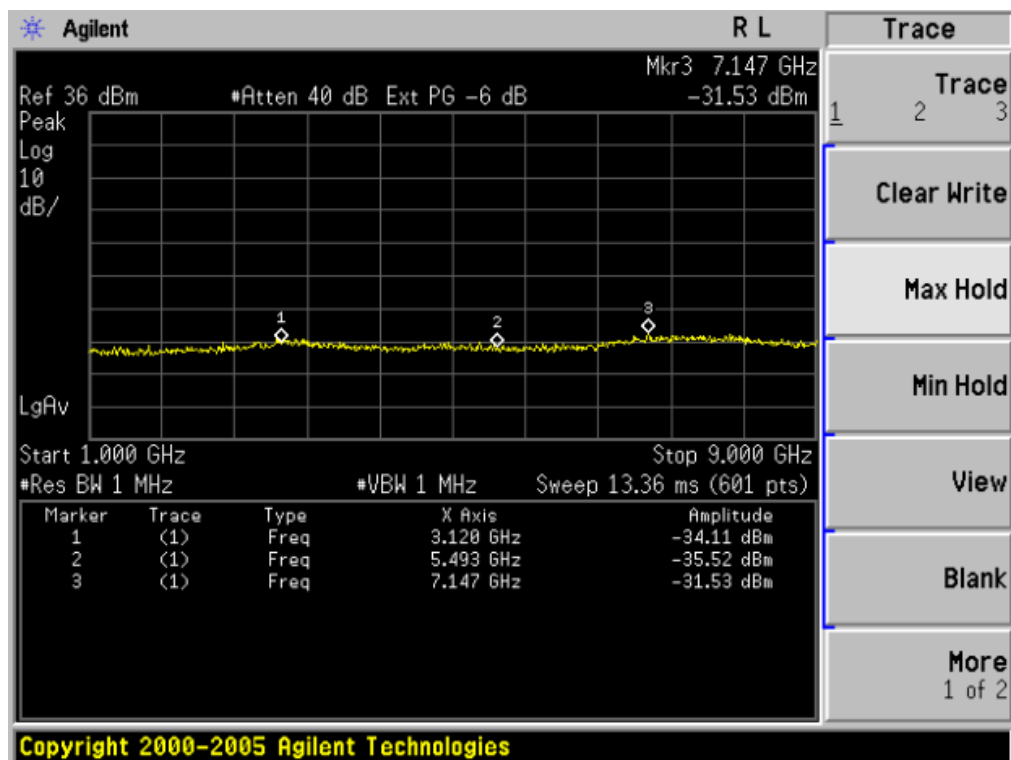 Agilent
R L
Trace
Mkr3 7.147 GHz
Ref 36 dBm #Atten 40 dB Ext PG -6 dB -31.53 dBm
Peak
Log
10
dB/
1
2
3
LgAv
Start 1.000 GHz Stop 9.000 GHz
#Res BW 1 MHz #VBW 1 MHz Sweep 13.36 ms (601 pts)
Marker Trace Type X Axis Amplitude
1 (1) Freq 3.120 GHz -34.11 dBm
2 (1) Freq 5.493 GHz -35.52 dBm
3 (1) Freq 7.147 GHz -31.53 dBm
Trace
1 2 3
Clear Write
Max Hold
Min Hold
View
Blank
More
1 of 2
Copyright 2000-2005 Agilent Technologies